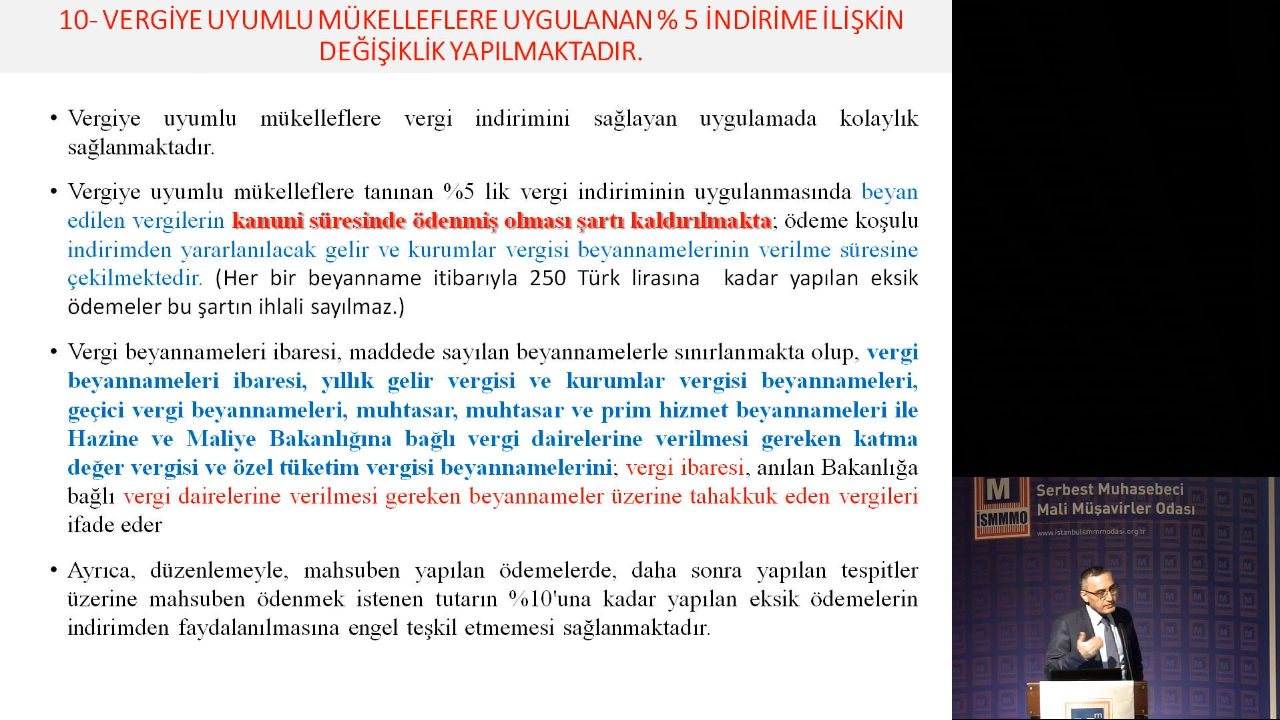 10- VERGİYE UYUMLU MÜKELLEFLERE UYGULANAN % 5 İNDİRİME İLİŞKİN
DEĞİŞİKLİK YAPILMAKTADIR.
• Vergiye uyumlu mükelleflere vergi indirimini sağlayan uygulamada kolaylık
sağlanmaktadır.
• Vergiye uyumlu mükelleflere tanınan %5 lik vergi indiriminin uygulanmasında beyan
edilen vergilerin kanuni süresinde ödenmiş olması şartı kaldırılmakta; ödeme koşulu
indirimden yararlanılacak gelir ve kurumlar vergisi beyannamelerinin verilme süresine
çekilmektedir. (Her bir beyanname itibarıyla 250 Türk lirasına kadar yapılan eksik
ödemeler bu şartın ihlali sayılmaz.)
• Vergi beyannameleri ibaresi, maddede sayılan beyannamelerle sınırlanmakta olup, vergi
beyannameleri ibaresi, yıllık gelir vergisi ve kurumlar vergisi beyannameleri,
geçici vergi beyannameleri, muhtasar, muhtasar ve prim hizmet beyannameleri ile
Hazine ve Maliye Bakanlığına bağlı vergi dairelerine verilmesi gereken katma
değer vergisi ve özel tüketim vergisi beyannamelerini; vergi ibaresi, anılan Bakanlığa
bağlı vergi dairelerine verilmesi gereken beyannameler üzerine tahakkuk eden vergileri
ifade eder
• Ayrıca, düzenlemeyle, mahsuben yapılan ödemelerde, daha sonra yapılan tespitler
üzerine mahsuben ödenmek istenen tutarın %10'una kadar yapılan eksik ödemelerin
indirimden faydalanılmasına engel teşkil etmemesi sağlanmaktadır.
M
İSMMMO
Serbest Muhasebeci
Mali Müşavirler Odası
www.istanbulsmmmodasi.org.tr